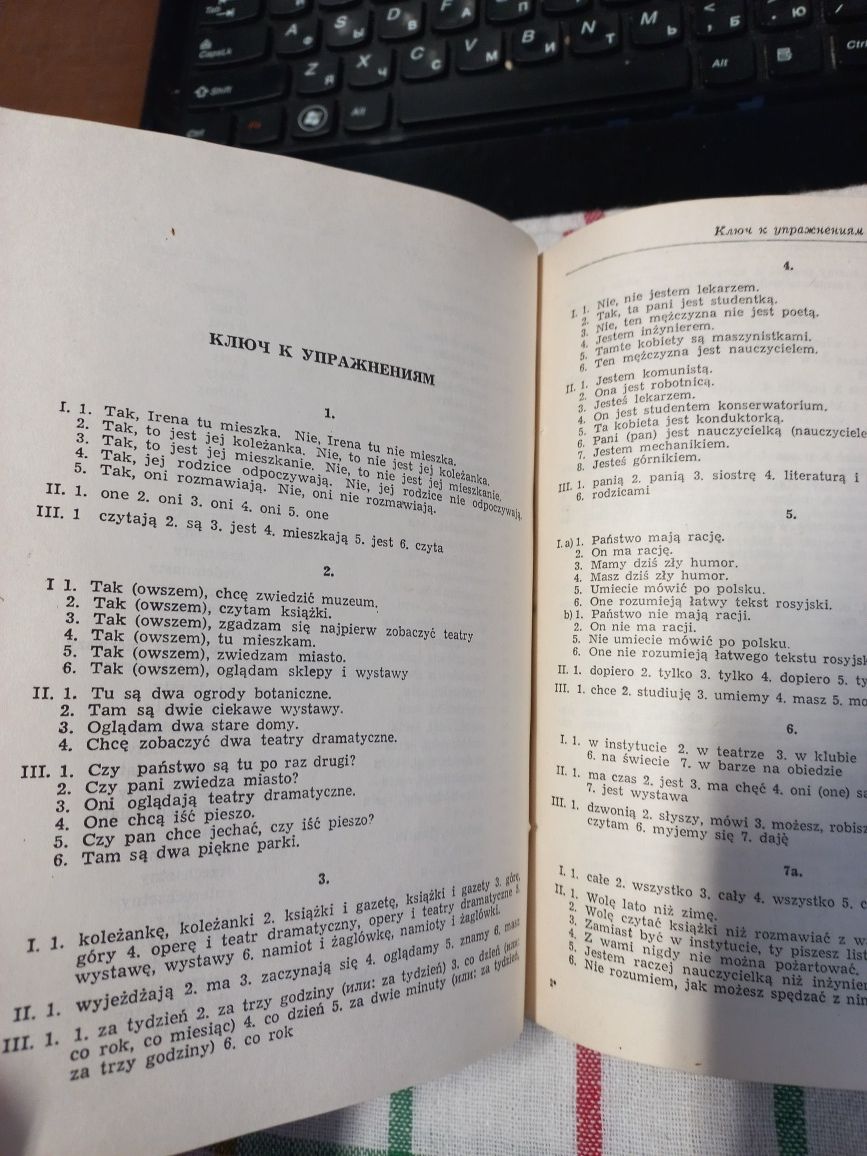 КЛЮЧ К УПРАЖНЕНИЯМ
1.
I. 1. Tak, Irena tu mieszka. Nie, Irena tu nie mieszka.
2. Tak, to jest jej koleżanka. Nie, to nie jest jej koleżanka.
3. Tak, to jest jej mieszkanie. Nie, to nie jest jej mieszkanie.
4. Tak, jej rodzice odpoczywają. Nie, jej rodzice nie odpoczywają.
5. Tak, oni rozmawiają. Nie, oni nie rozmawiają.
II. 1. one 2. oni 3. oni 4. oni 5. one
III. 1 czytają 2. są 3. jest 4. mieszkają 5. jest 6. czyta
2.
I 1. Tak (owszem), chcę zwiedzić muzeum.
2. Tak (owszem), czytam książki.
3. Tak (owszem), zgadzam się najpierw zobaczyć teatry
4. Tak (owszem), tu mieszkam.
5. Tak (owszem), zwiedzam miasto.
6. Tak (owszem), oglądam sklepy i wystawy
II. 1. Tu są dwa ogrody botaniczne.
2. Tam są dwie ciekawe wystawy.
3. Oglądam dwa stare domy.
4. Chcę zobaczyć dwa teatry dramatyczne.
III. 1. Czy państwo są tu po raz drugi?
2. Czy pani zwiedza miasto?
3. Oni oglądają teatry dramatyczne.
4. One chcą iść pieszo.
5. Czy pan chce jechać, czy iść pieszo?
6. Tam są dwa piękne parki.
3.
I. 1. koleżankę, koleżanki 2. książki i gazetę, książki i gazety 3. górę,
góry 4. operę i teatr dramatyczny, opery i teatry dramatyczne 5.
wystawę, wystawy 6. namiot i żaglówkę, namioty i żaglówki.
II. 1. wyjeżdżają 2. ma 3. zaczynają się 4. oglądamy 5. znamy 6. masz
III. 1. 1. za tydzień 2. za trzy godziny (или: za tydzień) 3. co dzień (или:
co rok, co miesiąc) 4. co dzień 5. za dwie minuty (или: za tydzień,
za trzy godziny) 6. co rok
Ключ к упражнениям
4.
I. 1. Nie, nie jestem lekarzem.
2. Tak, ta pani jest studentką.
3. Nie, ten mężczyzna nie jest poetą.
4. Jestem inżynierem.
5. Tamte kobiety są maszynistkami.
6. Ten mężczyzna jest nauczycielem.
II. 1. Jestem komunistą.
2. Ona jest robotnicą.
3. Jesteś lekarzem.
4. On jest studentem konserwatorium.
5. Ta kobieta jest konduktorką.
6. Pani (pan) jest nauczycielką (nauczyciele
7. Jestem mechanikiem.
8. Jesteś górnikiem.
III. 1. panią 2. panią 3. siostrę 4. literaturą i
6. rodzicami
5.
I. a) 1. Państwo mają rację.
2. On ma rację.
3. Mamy dziś zły humor.
4. Masz dziś zły humor.
5. Umiecie mówić po polsku.
6. One rozumieją łatwy tekst rosyjski.
b) 1. Państwo nie mają racji.
2. On nie ma racji.
5. Nie umiecie mówić po polsku.
6. One nie rozumieją łatwego tekstu rosyjsk
II. 1. dopiero 2. tylko 3. tylko 4. dopiero 5. ty
III. 1. chce 2. studiuję 3. umiemy 4. masz 5. mo
6.
I. 1. w instytucie 2. w teatrze 3. w klubie
6. na świecie 7. w barze na obiedzie
II. 1. ma czas 2. jest 3. ma chęć 4. oni (one) są
7. jest wystawa
III. 1. dzwonią 2. słyszy, mówi 3. możesz, robisz
czytam 6. myjemy się 7. daję
7a.
I. 1. całe 2. wszystko 3. cały 4. wszystko 5. c
II. 1. Wolę lato niż zimę.
2. Wolę czytać książki niż rozmawiać z w
3. Zamiast być w instytucie, ty piszesz list
4. Z wami nigdy nie można pożartować.
5. Jestem raczej nauczycielką niż inżynier
6. Nie rozumiem, jak możesz spędzać z nim